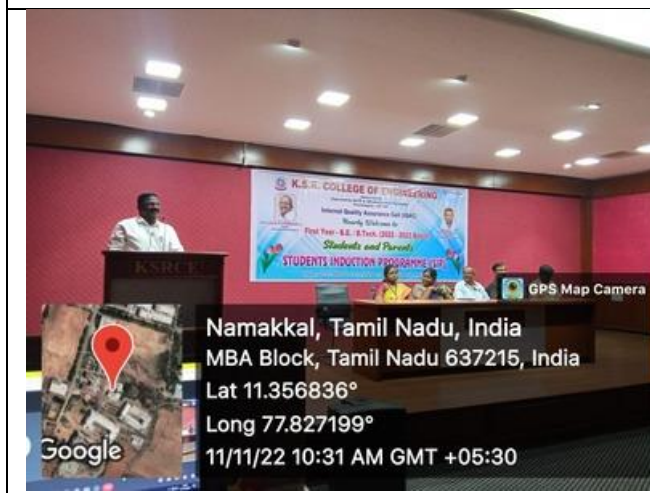 K.S.R. COLLEGE OF ENGINEERING
Internal Quality Assurance Cell (IQAC)
Heartly Welcomes to
First Year - B.E. / B.Tech. (2022 - 2023 Batch)
Students and Parents
STUDENTS INDUCTION PROGRAMME (SIP)
KSRCE
GPS Map Camera
Namakkal, Tamil Nadu, India
MBA Block, Tamil Nadu 637215, India
Lat 11.356836°
Long 77.827199°
11/11/22 10:31 AM GMT +05:30
Google